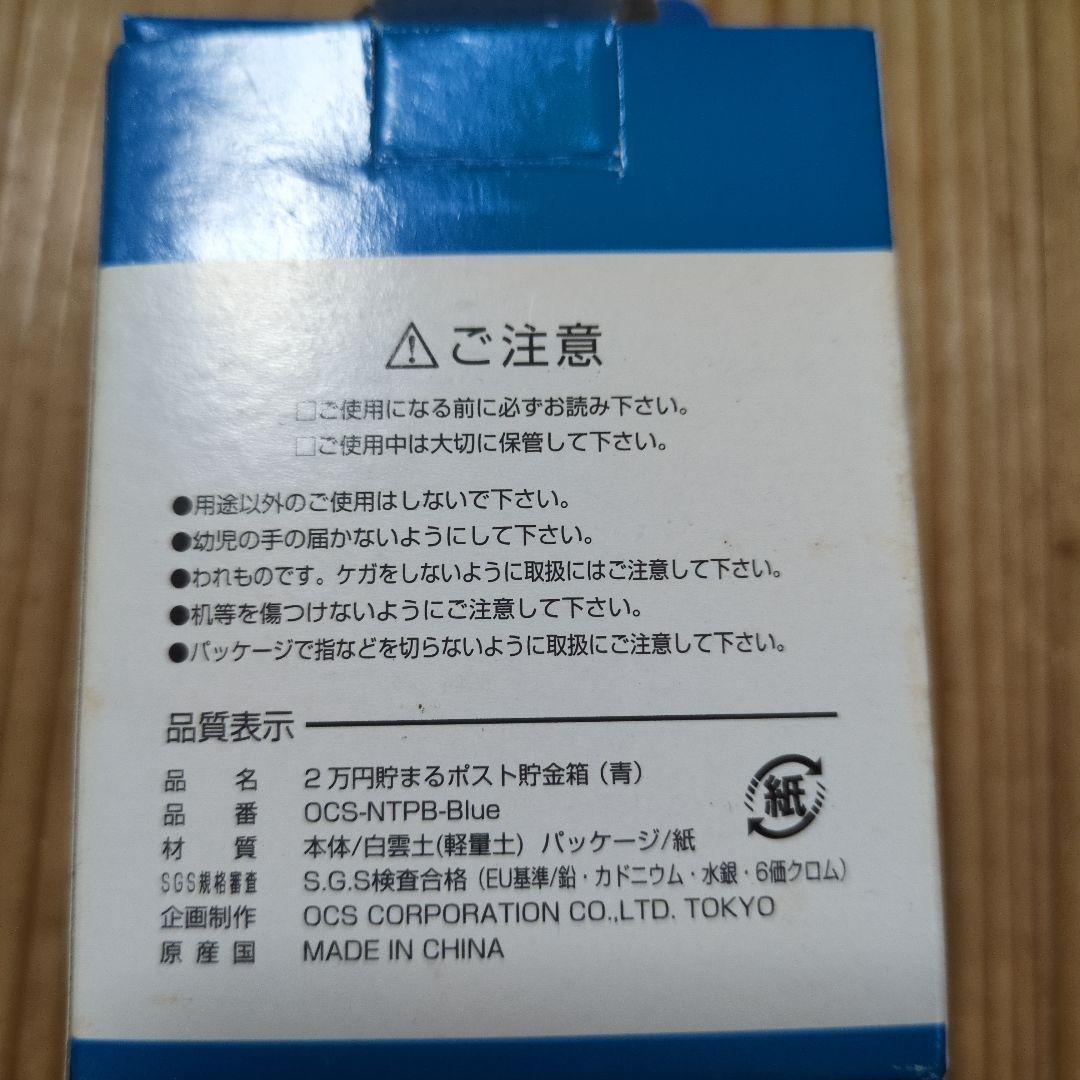 ⚠ご注意
□ご使用になる前に必ずお読み下さい。
□ご使用中は大切に保管して下さい。
●用途以外のご使用はしないで下さい。
●幼児の手の届かないようにして下さい。
●われものです。ケガをしないように取扱にはご注意して下さい。
●机等を傷つけないようにご注意して下さい。
●パッケージで指などを切らないように取扱にご注意して下さい。
品質表示
品名 2万円貯まるポスト貯金箱(青)
品番 OCS-NTPB-Blue
材質 本体/白雲土(軽量土) パッケージ/紙
SGS規格審査 S.G.S検査合格(EU基準/鉛・カドニウム・水銀・6価クロム)
企画制作 OCS CORPORATION CO.,LTD. TOKYO
原産国 MADE IN CHINA
紙